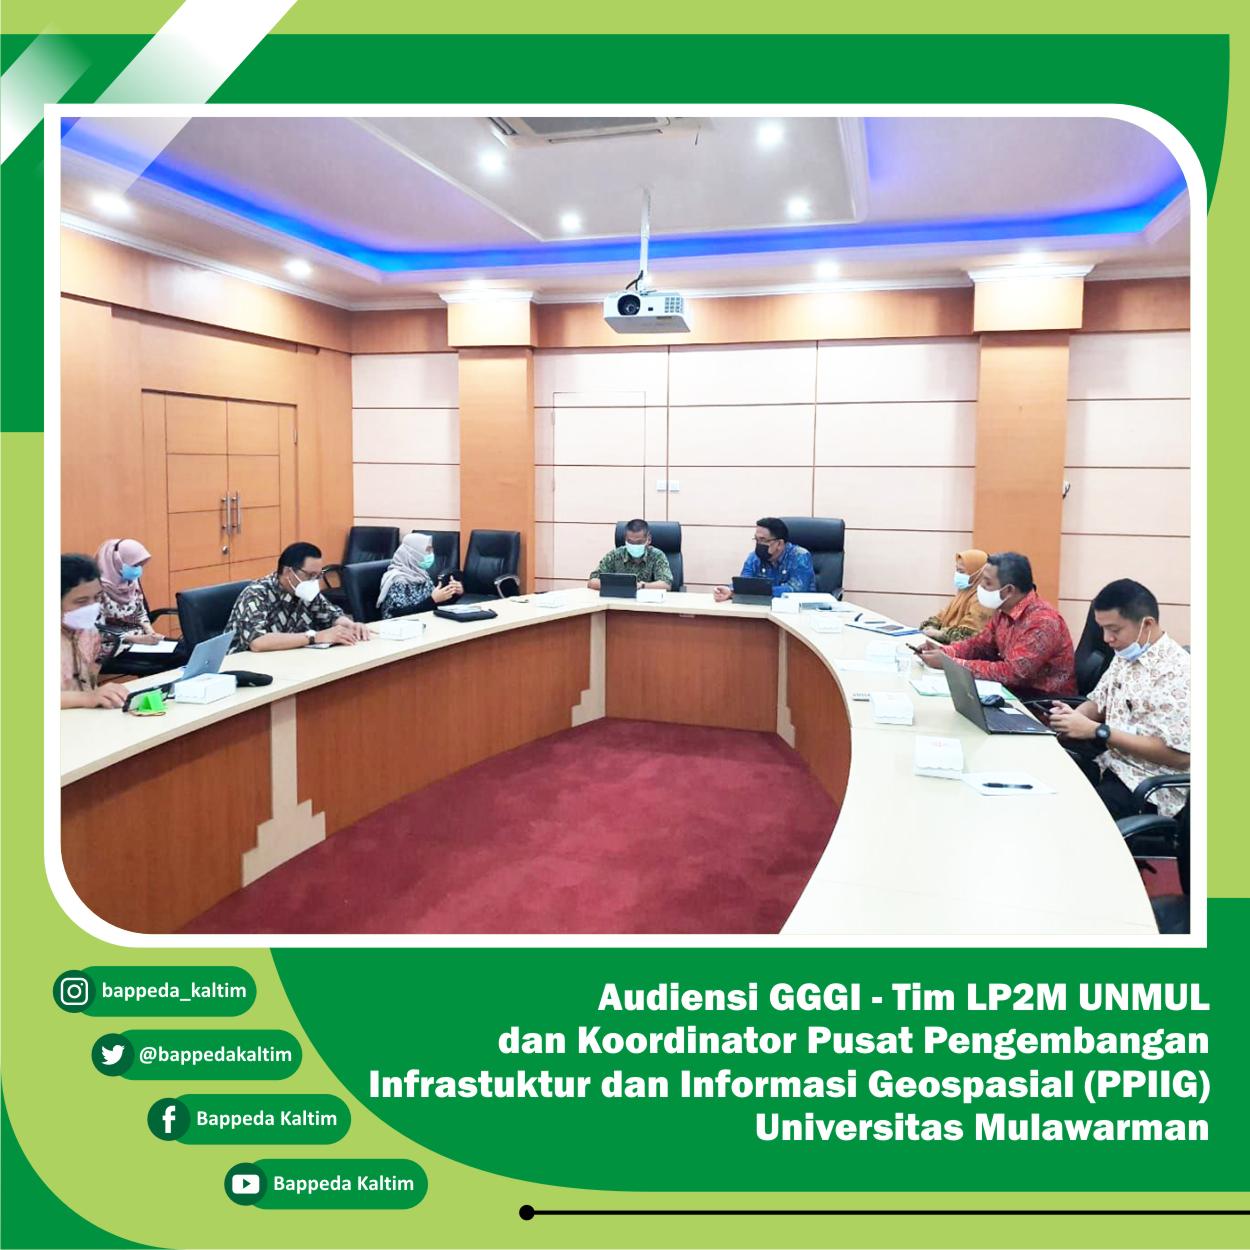 bappeda_kaltim
@bappedakaltim
Bappeda Kaltim
Bappeda Kaltim
Audiensi GGGI - Tim LP2M UNMUL
dan Koordinator Pusat Pengembangan
Infrastuktur dan Informasi Geospasial (PPIIG)
Universitas Mulawarman